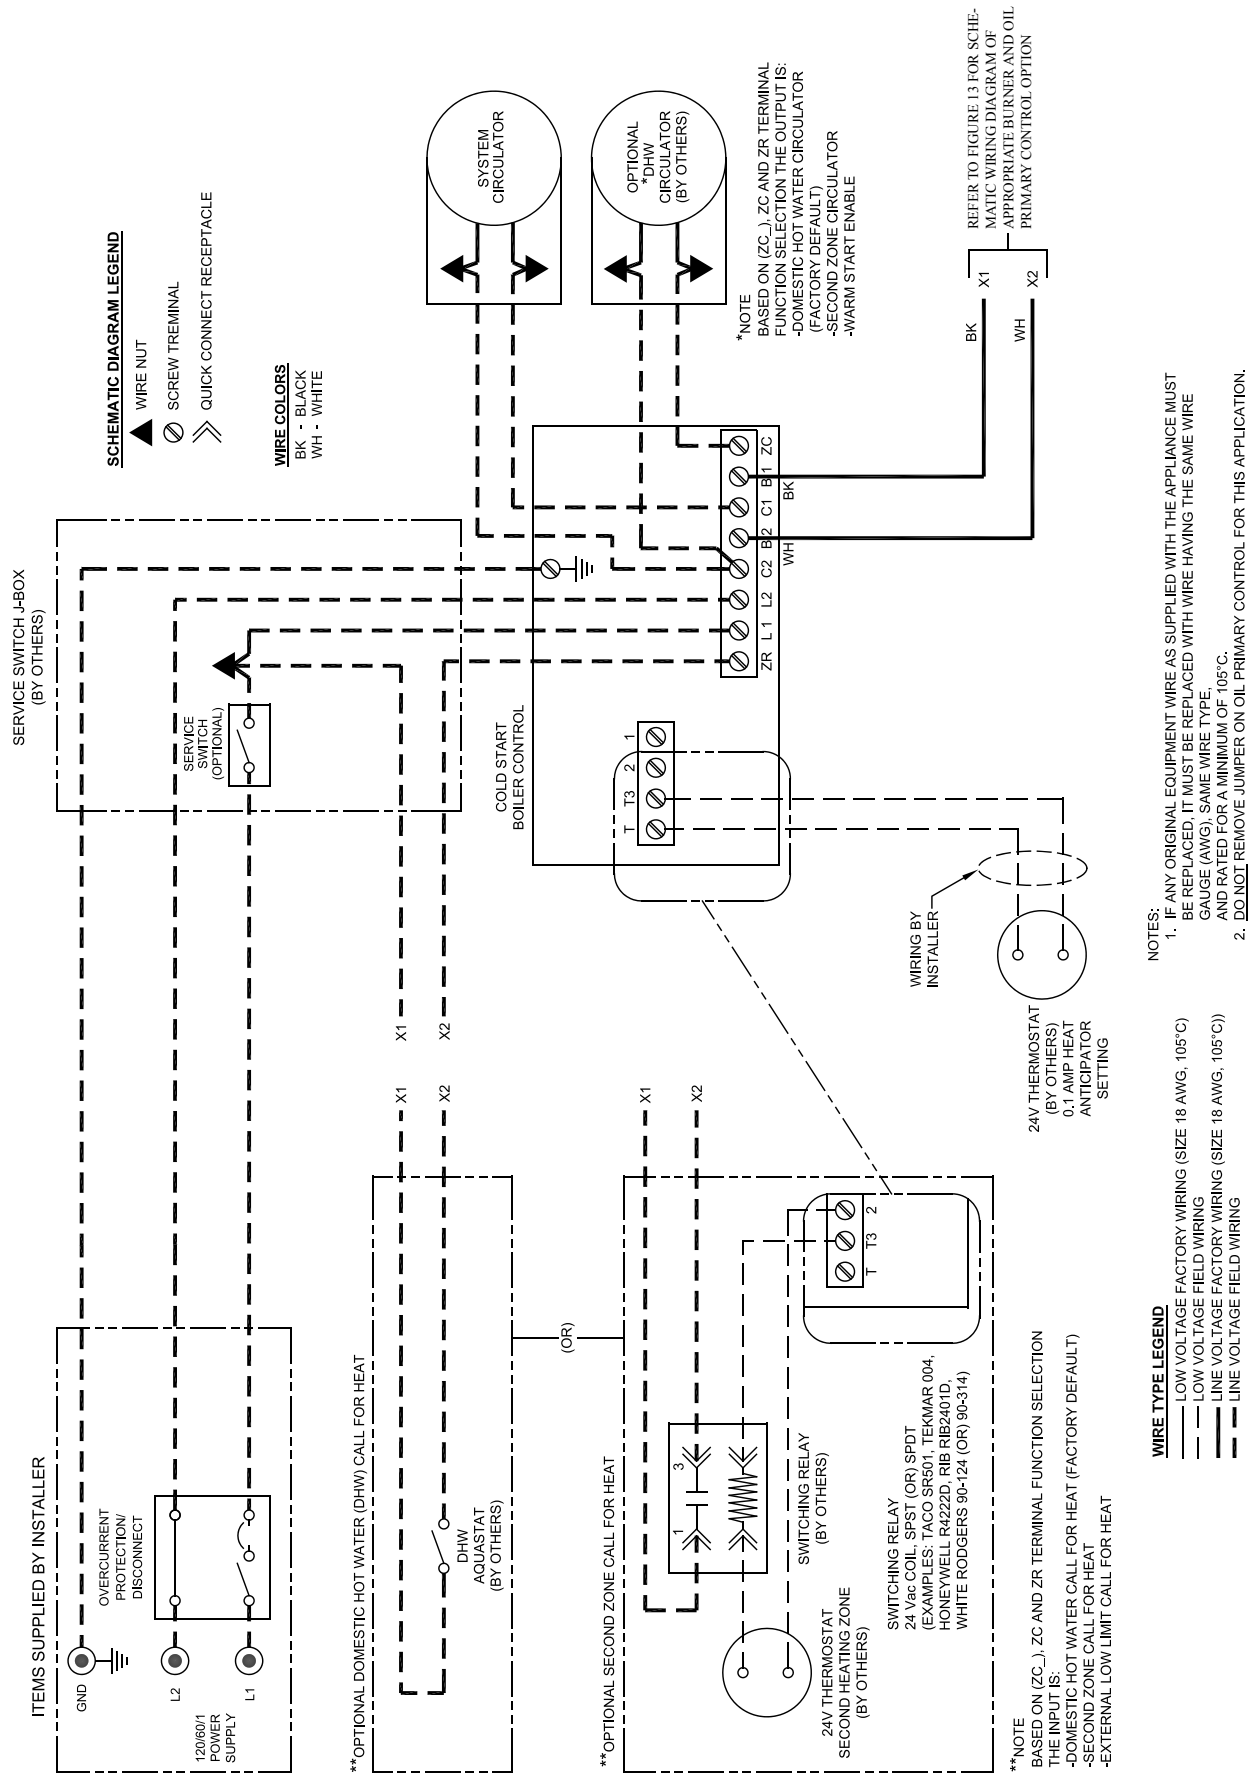 ITEMS SUPPLIED BY INSTALLER
GND
L2
L1
120/60/1
POWER
SUPPLY
OVERCURRENT
PROTECTION/
DISCONNECT
SERVICE SWITCH J-BOX
(BY OTHERS)
SERVICE
SWITCH
(OPTIONAL)
SCHEMATIC DIAGRAM LEGEND
WIRE NUT
SCREW TREMINAL
QUICK CONNECT RECEPTACLE
WIRE COLORS
BK - BLACK
WH - WHITE
**OPTIONAL DOMESTIC HOT WATER (DHW) CALL FOR HEAT
DHW
AQUASTAT
(BY OTHERS)
X1
X2
X1
X2
(OR)
**OPTIONAL SECOND ZONE CALL FOR HEAT
X1
X2
1
3
SWITCHING RELAY
(BY OTHERS)
24V THERMOSTAT
SECOND HEATING ZONE
(BY OTHERS)
T
T3
2
SWITCHING RELAY
24 Vac COIL, SPST (OR) SPDT
(EXAMPLES: TACO SR501, TEKMAR 004,
HONEYWELL R4222D, RIB RIB2401D,
WHITE RODGERS 90-124 (OR) 90-314)
COLD START
BOILER CONTROL
T
T3
2
1
ZR
L1
L2
C2
B2
C1
B1
ZC
WH
BK
SYSTEM
CIRCULATOR
OPTIONAL
*DHW
CIRCULATOR
(BY OTHERS)
*NOTE
BASED ON (ZC_), ZC AND ZR TERMINAL
FUNCTION SELECTION THE OUTPUT IS:
-DOMESTIC HOT WATER CIRCULATOR
(FACTORY DEFAULT)
-SECOND ZONE CIRCULATOR
-WARM START ENABLE
BK
WH
X1
X2
REFER TO FIGURE 13 FOR SCHE-
MATIC WIRING DIAGRAM OF
APPROPRIATE BURNER AND OIL
PRIMARY CONTROL OPTION
WIRING BY
INSTALLER
24V THERMOSTAT
(BY OTHERS)
0.1 AMP HEAT
ANTICIPATOR
SETTING
**NOTE
BASED ON (ZC_), ZC AND ZR TERMINAL FUNCTION SELECTION
THE INPUT IS:
-DOMESTIC HOT WATER CALL FOR HEAT (FACTORY DEFAULT)
-SECOND ZONE CALL FOR HEAT
-EXTERNAL LOW LIMIT CALL FOR HEAT
WIRE TYPE LEGEND
LOW VOLTAGE FACTORY WIRING (SIZE 18 AWG, 105°C)
LOW VOLTAGE FIELD WIRING
LINE VOLTAGE FACTORY WIRING (SIZE 18 AWG, 105°C))
LINE VOLTAGE FIELD WIRING
NOTES:
1. IF ANY ORIGINAL EQUIPMENT WIRE AS SUPPLIED WITH THE APPLIANCE MUST
BE REPLACED, IT MUST BE REPLACED WITH WIRE HAVING THE SAME WIRE
GAUGE (AWG), SAME WIRE TYPE,
AND RATED FOR A MINIMUM OF 105°C.
2. DO NOT REMOVE JUMPER ON OIL PRIMARY CONTROL FOR THIS APPLICATION.